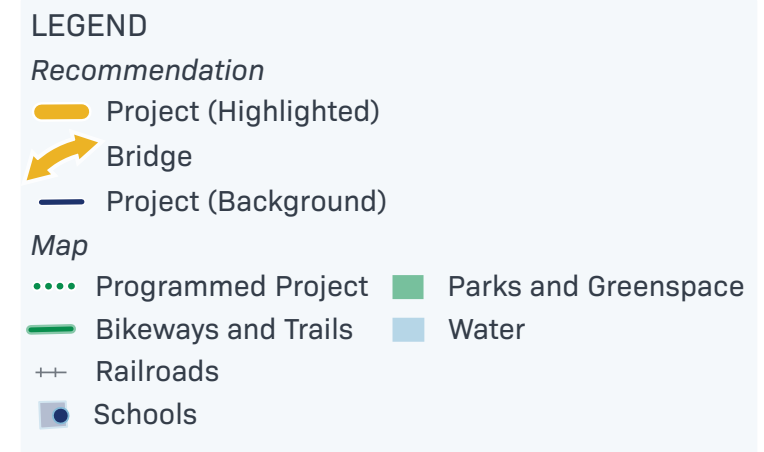 LEGEND
Recommendation
Project (Highlighted)
Bridge
Project (Background)
Map
Programmed Project
Parks and Greenspace
Bikeways and Trails
Water
Railroads
Schools